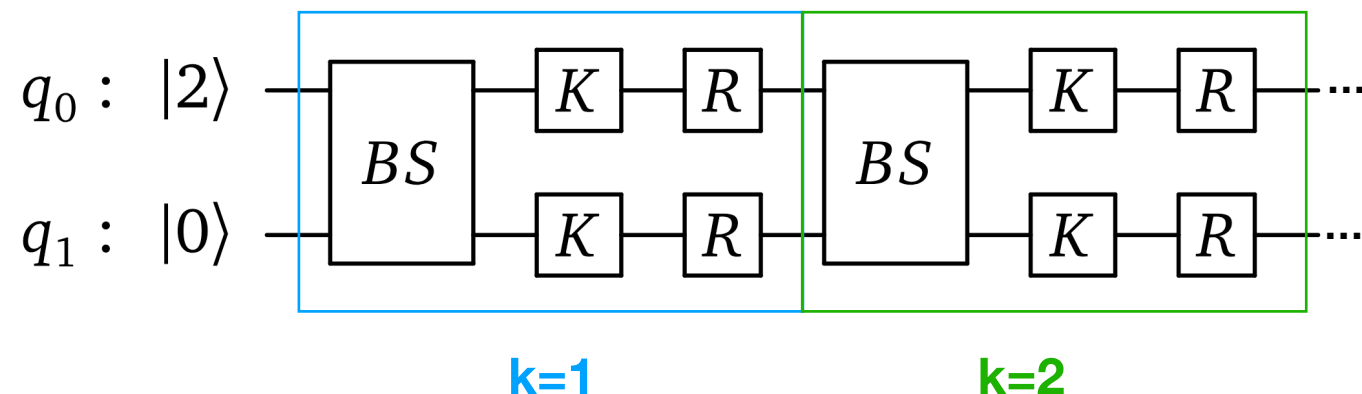 q₀ : |2⟩ BS K R BS K R ...
q₁ : |0⟩ K R K R ...
k=1 k=2